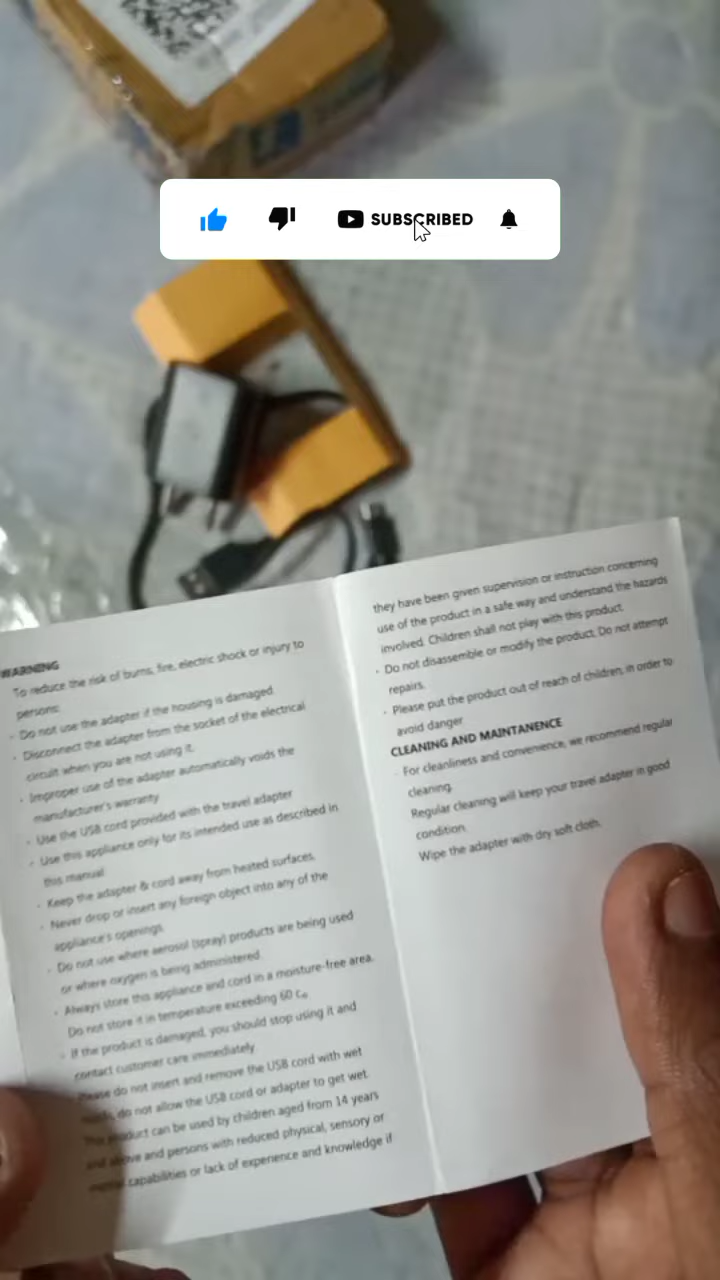 SUBSCRIBED
WARNING
To reduce the risk of burns, fire, electric shock or injury to
persons:
· Do not use the adapter if the housing is damaged.
· Disconnect the adapter from the socket of the electrical
circuit when you are not using it.
· Improper use of the adapter automatically voids the
manufacturer's warranty.
· Use the USB cord provided with the travel adapter
· Use this appliance only for its intended use as described in
this manual.
· Keep the adapter & cord away from heated surfaces.
· Never drop or insert any foreign object into any of the
appliance's openings.
· Do not use where aerosol (spray) products are being used
or where oxygen is being administered.
· Always store this appliance and cord in a moisture-free area.
Do not store it in temperature exceeding 60 c.
· If the product is damaged, you should stop using it and
contact customer care immediately.
Please do not insert and remove the USB cord with wet
hands, do not allow the USB cord or adapter to get wet.
This product can be used by children aged from 14 years
and above and persons with reduced physical, sensory or
mental capabilities or lack of experience and knowledge if
they have been given supervision or instruction concerning
use of the product in a safe way and understand the hazards
involved. Children shall not play with this product.
· Do not disassemble or modify the product. Do not attempt
repairs.
· Please put the product out of reach of children, in order to
avoid danger.
CLEANING AND MAINTANENCE
· For cleanliness and convenience, we recommend regular
cleaning.
Regular cleaning will keep your travel adapter in good
condition.
Wipe the adapter with dry soft cloth.